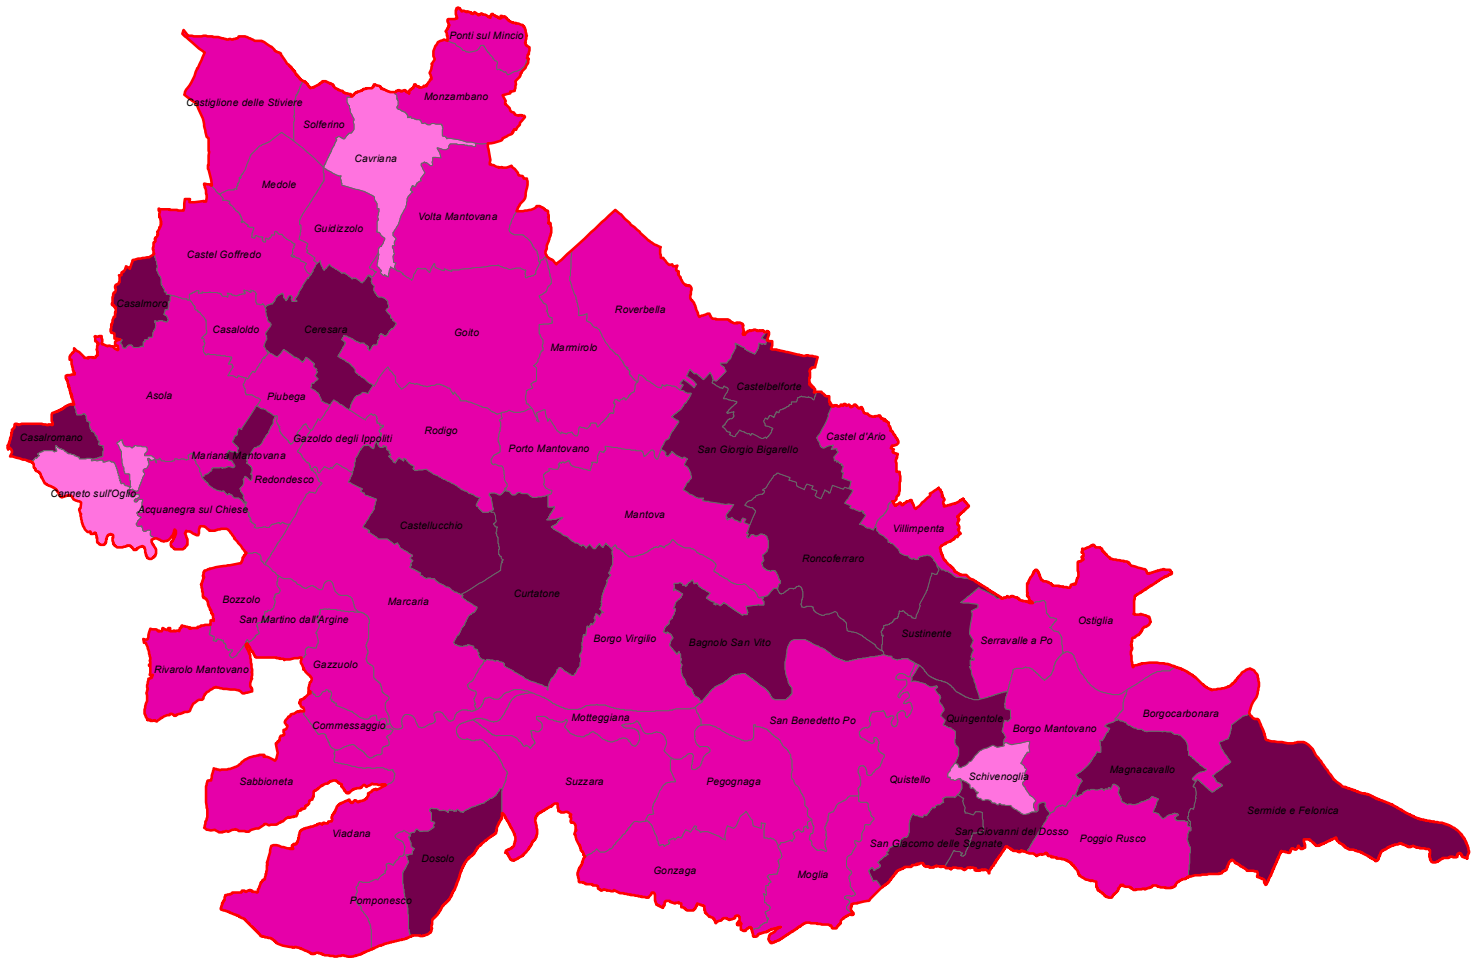 Ponti sul Mincio
Monzambano
Castiglione delle Stiviere
Solferino
Cavriana
Medole
Volta Mantovana
Guidizzolo
Castel Goffredo
Casalmoro
Roverbella
Casaloldo
Ceresara
Goito
Marmirolo
Castelbelforte
Asola
Piubega
Rodigo
Casalromano
Gazoldo degli Ippoliti
Castel d'Ario
Porto Mantovano
San Giorgio Bigarello
Mariana Mantovana
Redondesco
Canneto sull'Oglio
Acquanegra sul Chiese
Mantova
Castellucchio
Villimpenta
Roncoferraro
Curtatone
Bozzolo
Marcaria
San Martino dall'Argine
Ostiglia
Sustinente
Borgo Virgilio
Bagnolo San Vito
Serravalle a Po
Gazzuolo
Rivarolo Mantovano
Borgocarbonara
Motteggiana
Quingentole
San Benedetto Po
Commessaggio
Borgo Mantovano
Magnacavallo
Schivenoglia
Quistello
Sabbioneta
Suzzara
Pegognaga
Sermide e Felonica
Viadana
San Giovanni del Dosso
Poggio Rusco
San Giacomo delle Segnate
Dosolo
Gonzaga
Moglia
Pomponesco